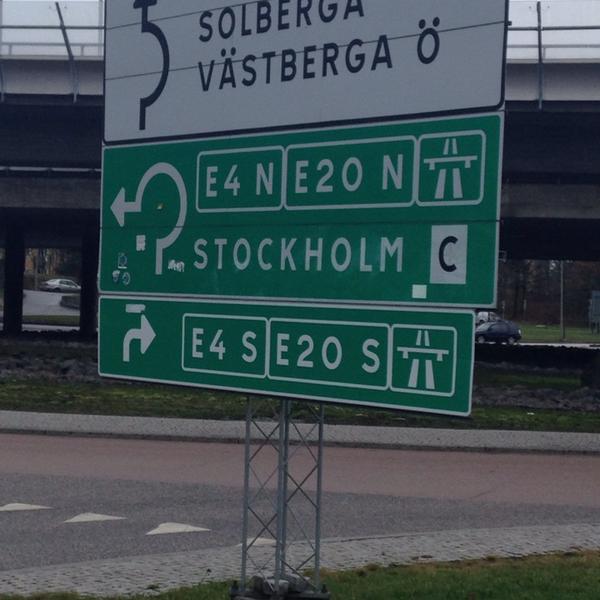 SOLBERGA
VÄSTBERGA Ö
E4 N E20 N
STOCKHOLM C
E4 S E20 S